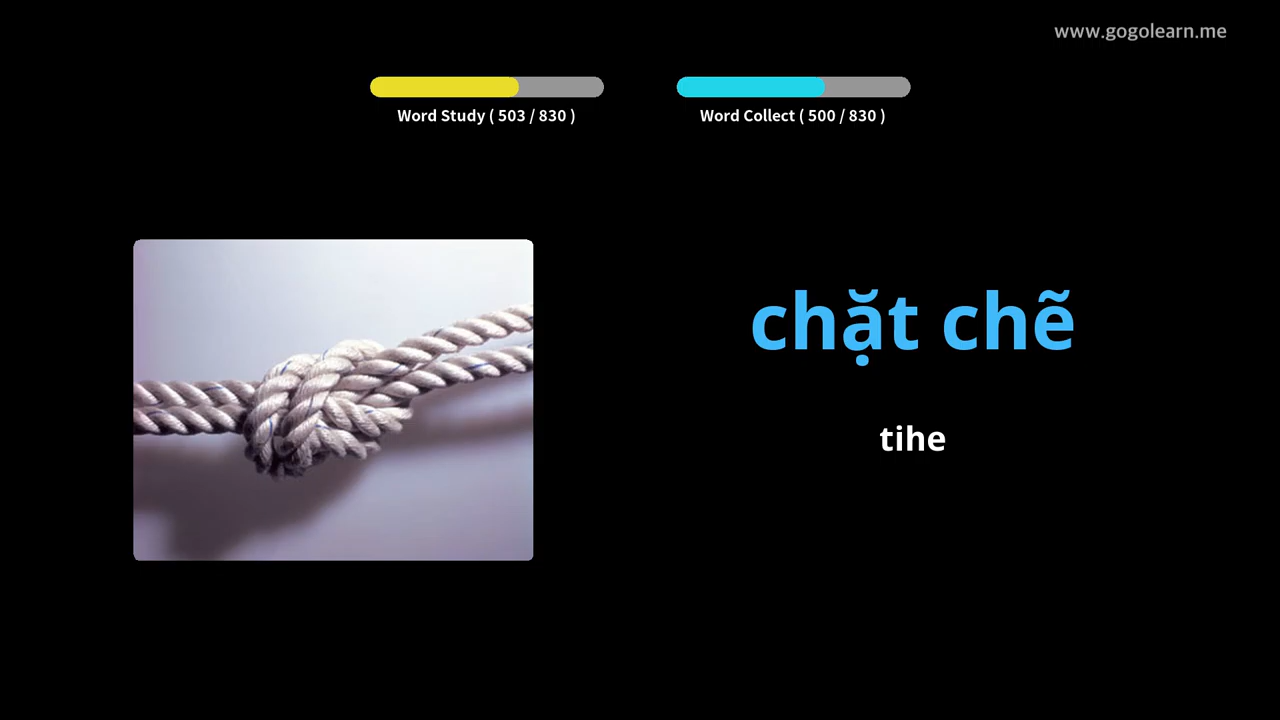 www.gogolearn.me
Word Study ( 503 / 830 )
Word Collect ( 500 / 830 )
chặt chẽ
tihe